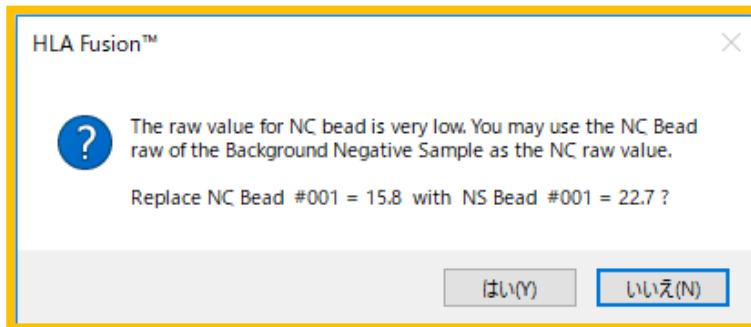 HLA Fusion™
The raw value for NC bead is very low. You may use the NC Bead
raw of the Background Negative Sample as the NC raw value.
Replace NC Bead #001 = 15.8 with NS Bead #001 = 22.7 ?
はい(Y)
いいえ(N)